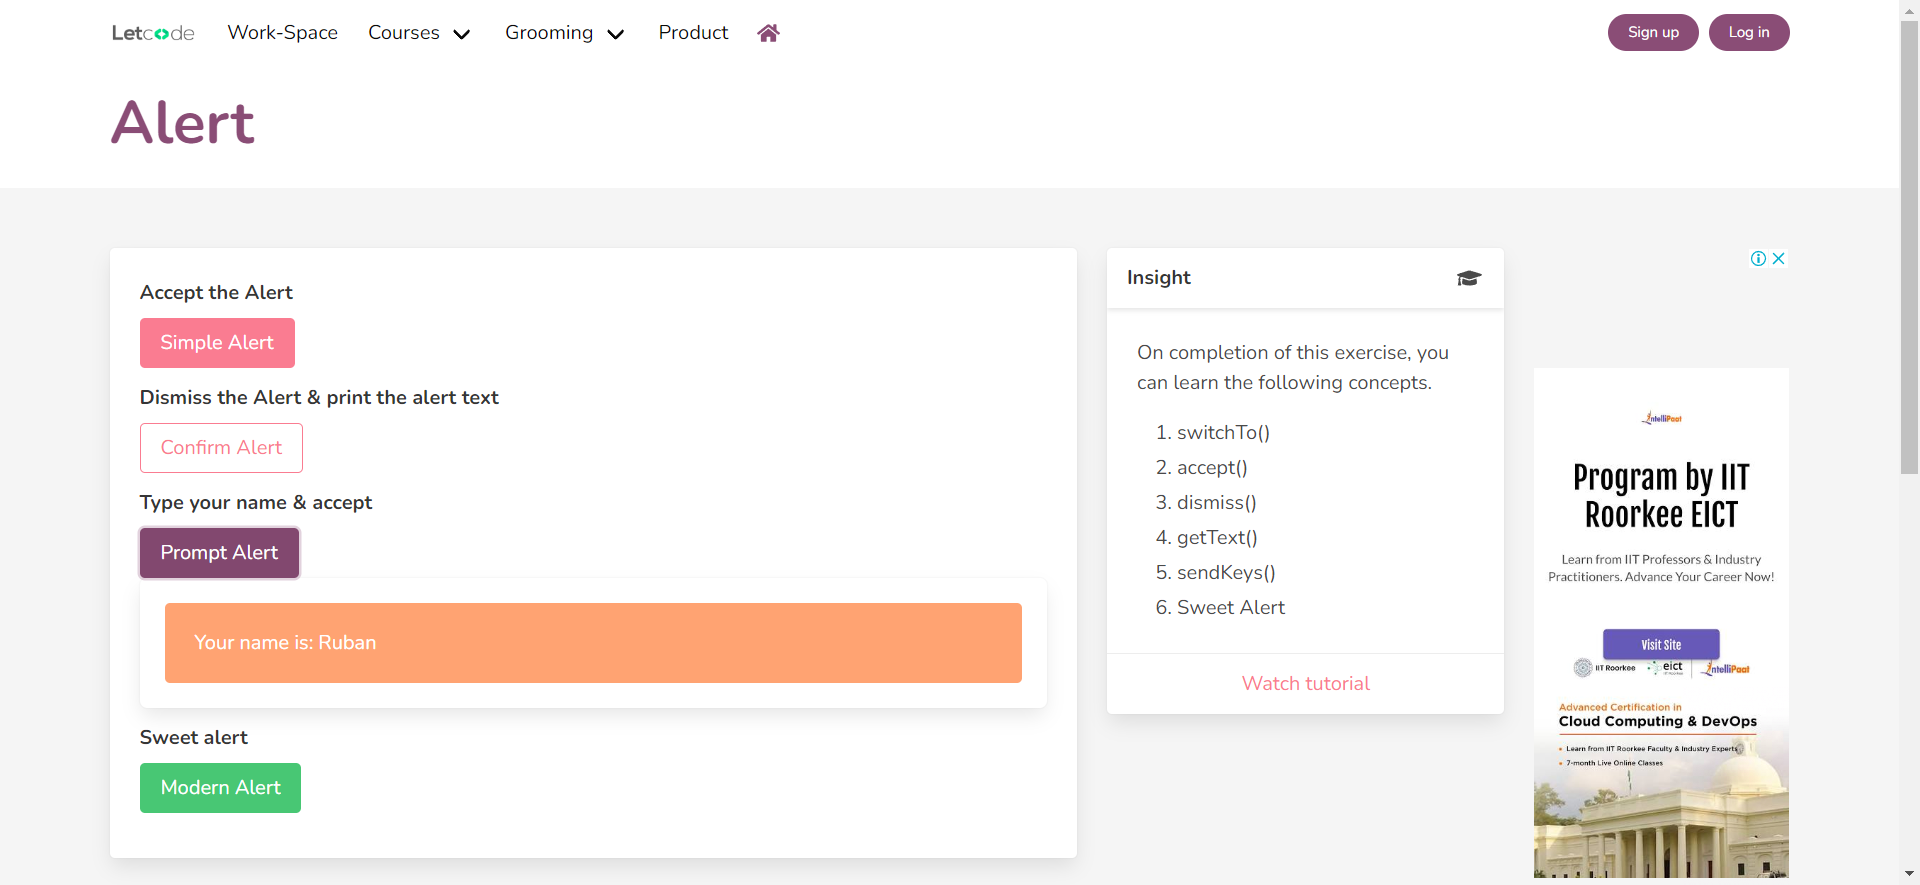 Letcode
Work-Space
Courses
Grooming
Product
Sign up
Log in
Alert
Accept the Alert
Simple Alert
Dismiss the Alert & print the alert text
Confirm Alert
Type your name & accept
Prompt Alert
Your name is: Ruban
Sweet alert
Modern Alert
Insight
On completion of this exercise, you
can learn the following concepts.
1. switchTo()
2. accept()
3. dismiss()
4. getText()
5. sendKeys()
6. Sweet Alert
Watch tutorial
IntelliPaat
Program by IIT
Roorkee EICT
Learn from IIT Professors & Industry
Practitioners. Advance Your Career Now!
Visit Site
IIT Roorkee
eict
IntelliPaat
Advanced Certification in
Cloud Computing & DevOps
• Learn from IIT Roorkee Faculty & Industry Experts
• 7-month Live Online Classes